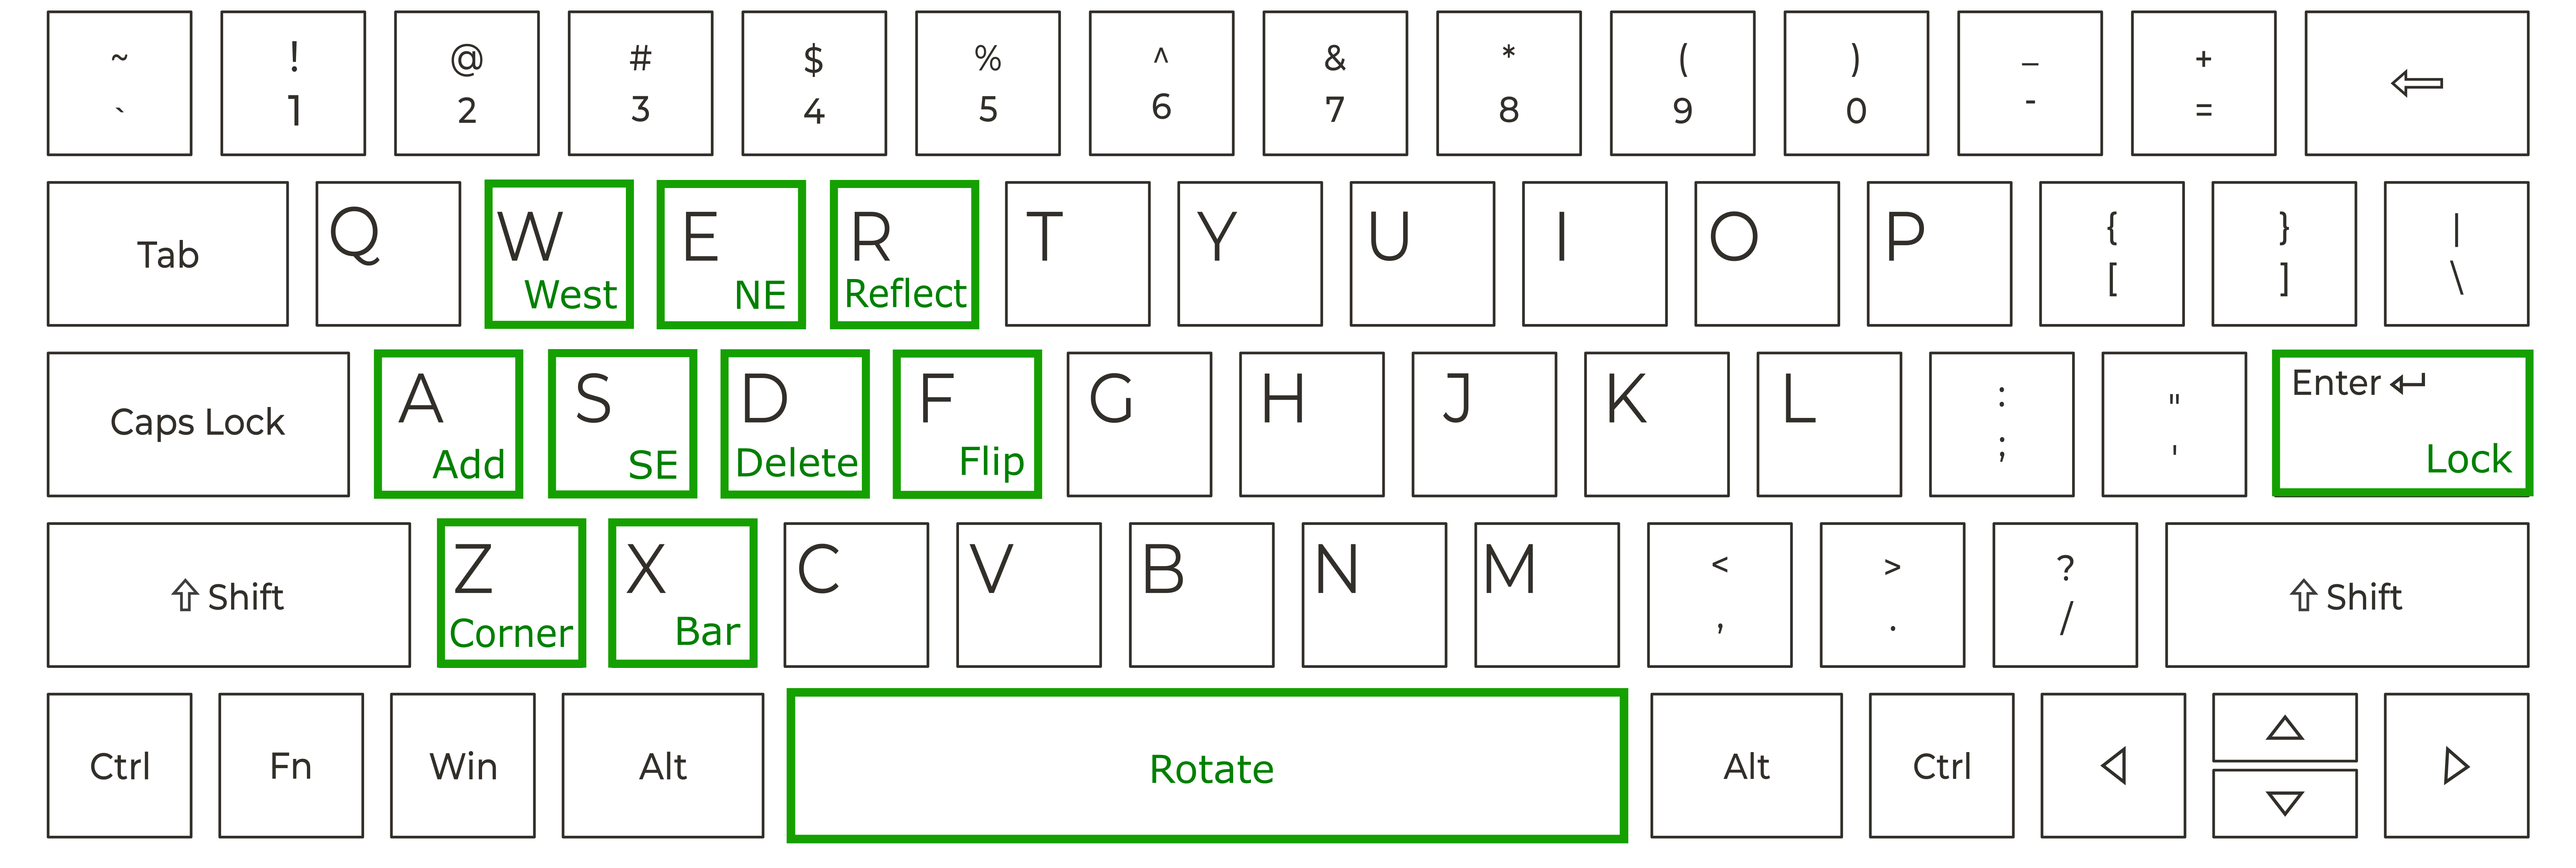 ~ ! @ # $ % ^ & * ( ) _ +
` 1 2 3 4 5 6 7 8 9 0 - =
Tab Q W E R T Y U I O P { } |
West NE Reflect [ ] \
Caps Lock A S D F G H J K L : " Enter
Add SE Delete Flip ; ' Lock
Shift Z X C V B N M < > ? Shift
Corner Bar , . /
Ctrl Fn Win Alt Rotate Alt Ctrl